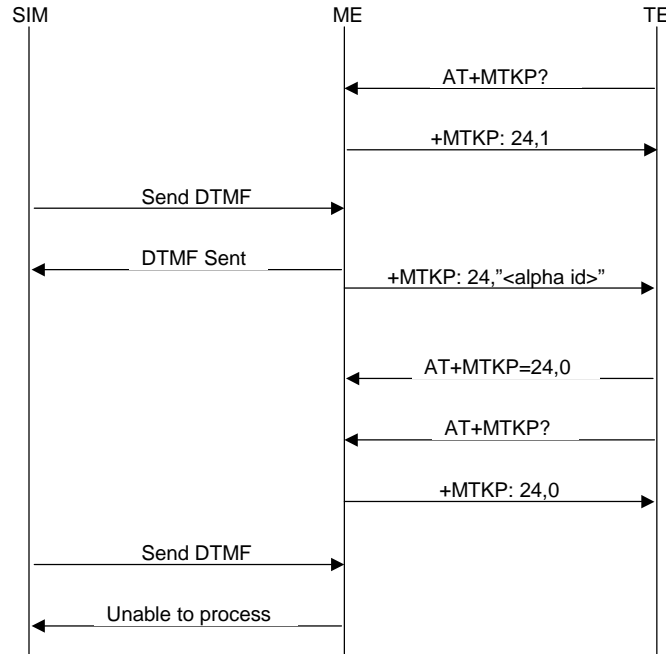 SIM ME TE
AT+MTKP?
+MTKP: 24,1
Send DTMF
DTMF Sent
+MTKP: 24,”<alpha id>”
AT+MTKP=24,0
AT+MTKP?
+MTKP: 24,0
Send DTMF
Unable to process